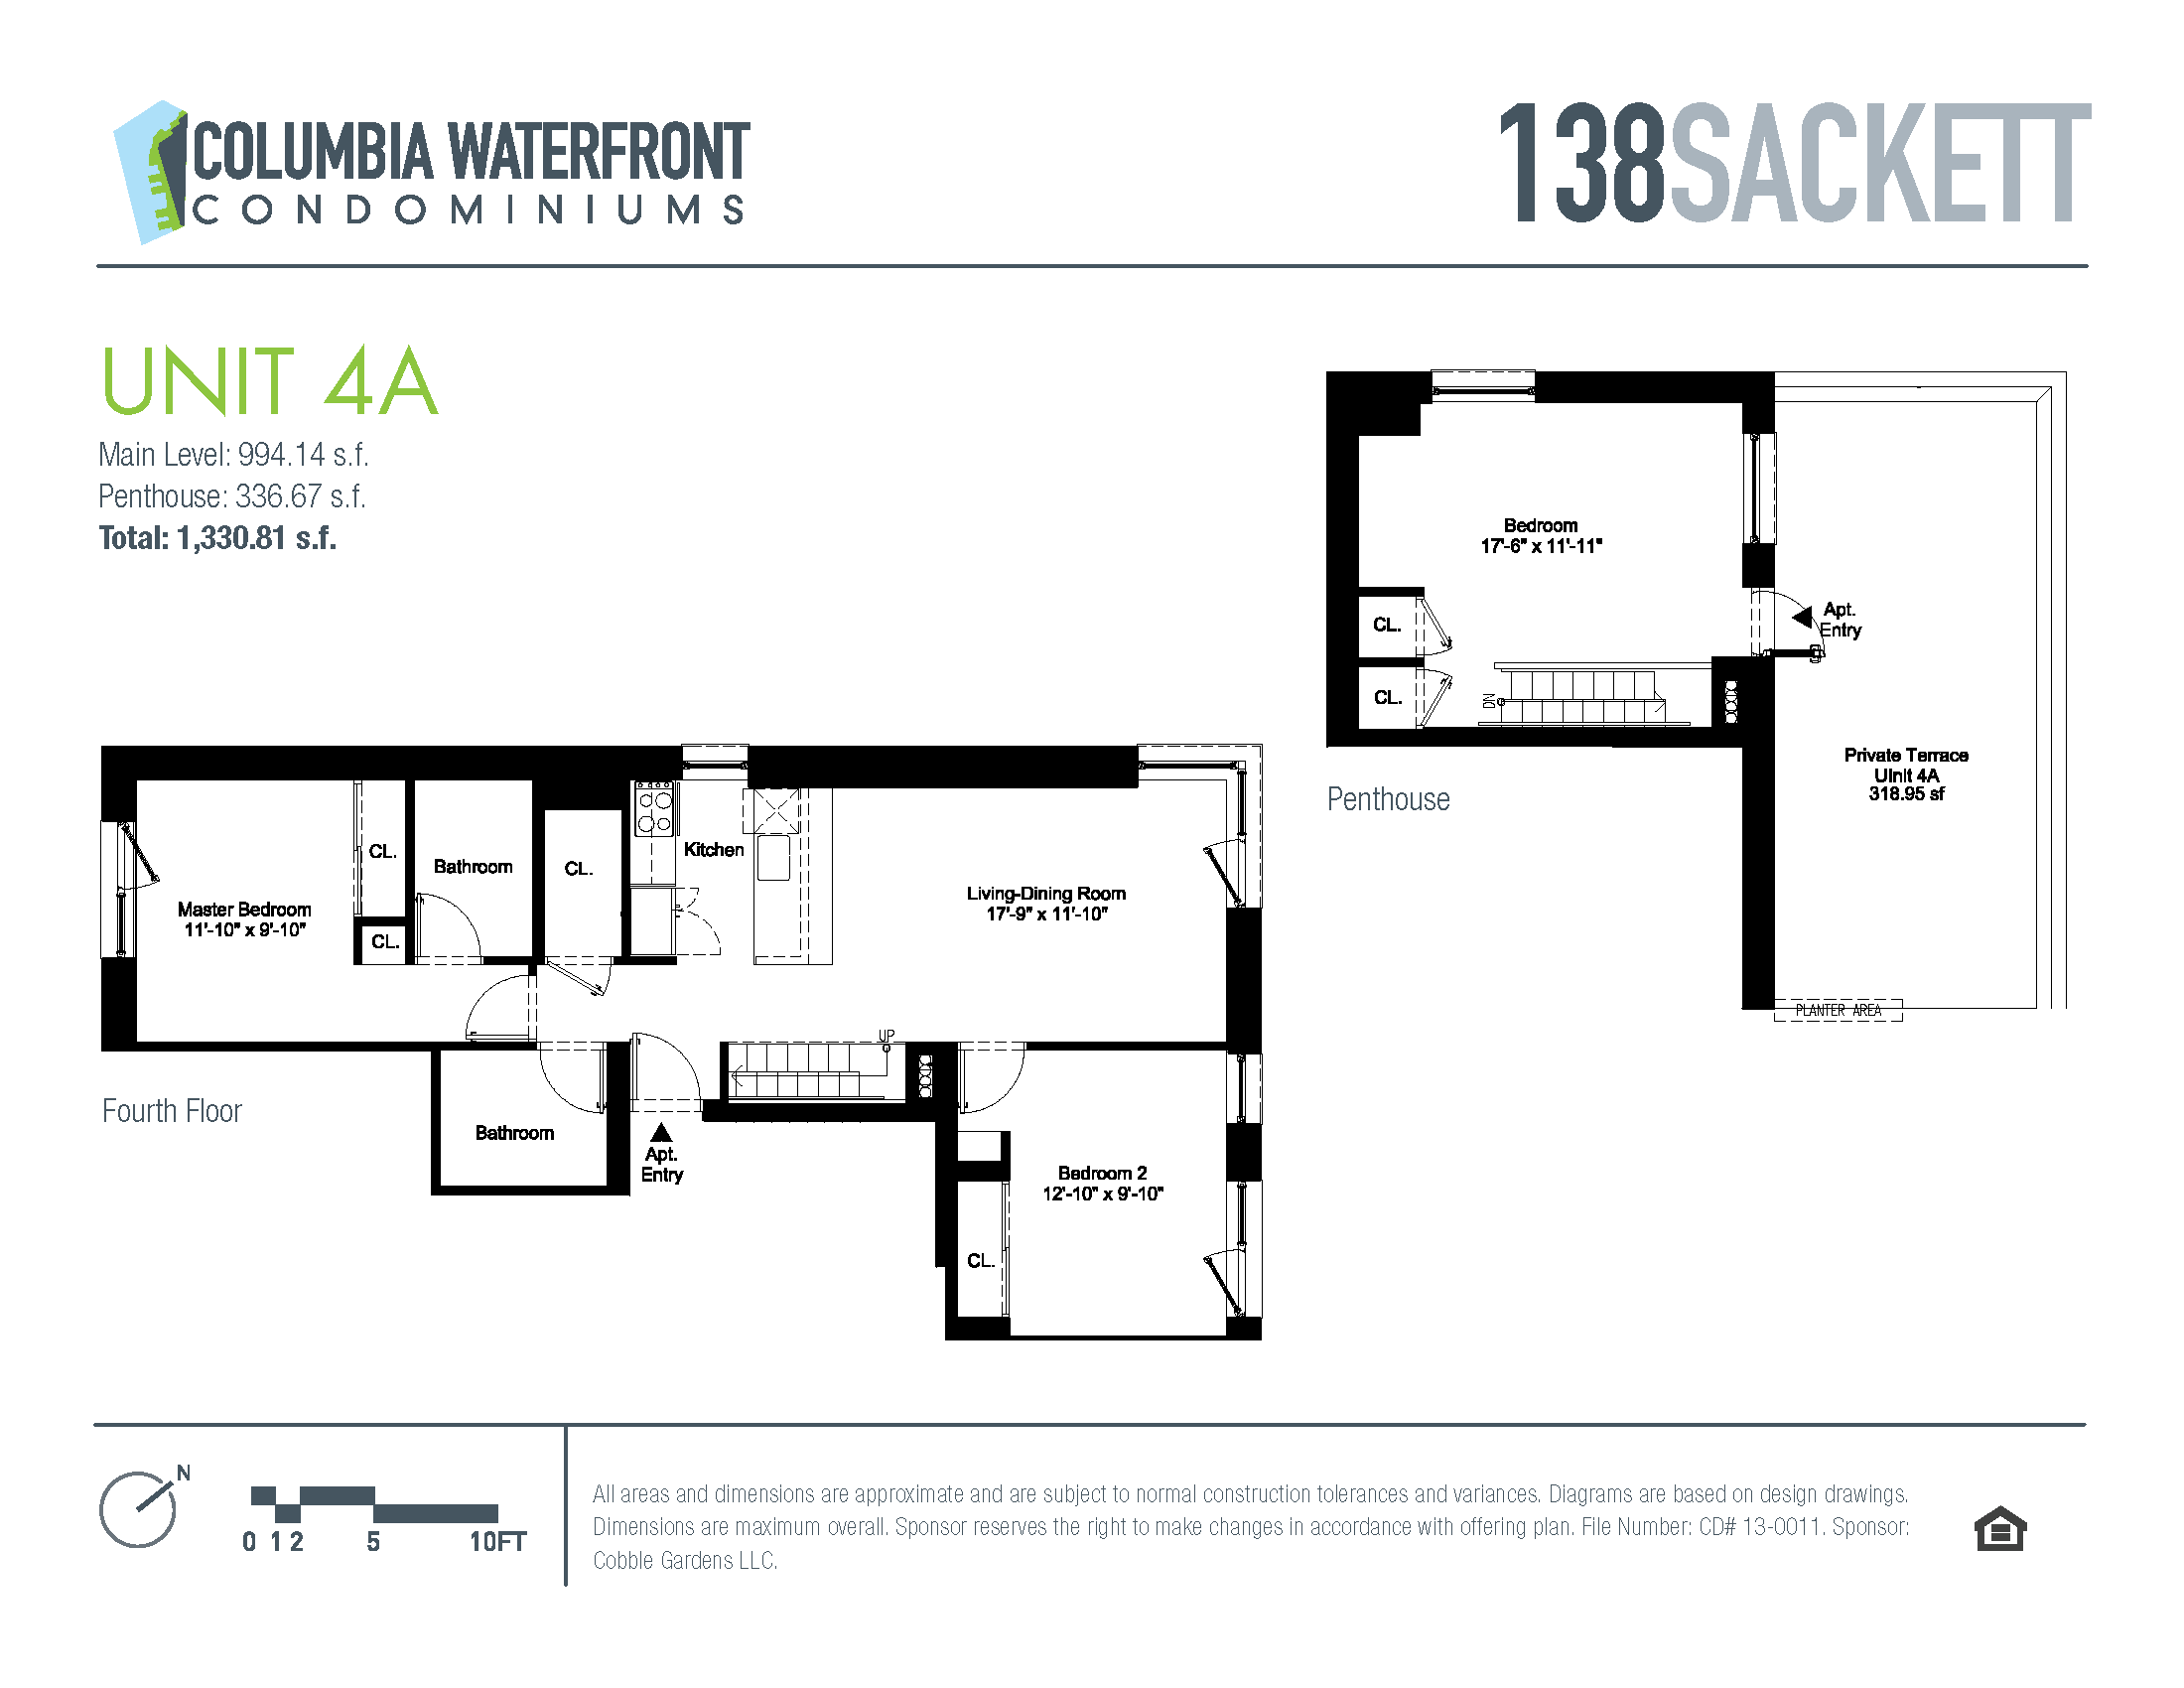 COLUMBIA WATERFRONT
CONDOMINIUMS
138SACKETT
UNIT 4A
Main Level: 994.14 s.f.
Penthouse: 336.67 s.f.
Total: 1,330.81 s.f.
Bedroom
17'-6" x 11'-11"
CL.
CL.
DN
Apt.
Entry
Private Terrace
UInit 4A
318.95 sf
PLANTER AREA
Penthouse
Master Bedroom
11'-10" x 9'-10"
CL.
CL.
Bathroom
CL.
Kitchen
Living-Dining Room
17'-9" x 11'-10"
UP
Fourth Floor
Bathroom
Apt.
Entry
Bedroom 2
12'-10" x 9'-10"
CL.
N
0 1 2 5 10FT
All areas and dimensions are approximate and are subject to normal construction tolerances and variances. Diagrams are based on design drawings.
Dimensions are maximum overall. Sponsor reserves the right to make changes in accordance with offering plan. File Number: CD# 13-0011. Sponsor:
Cobble Gardens LLC.